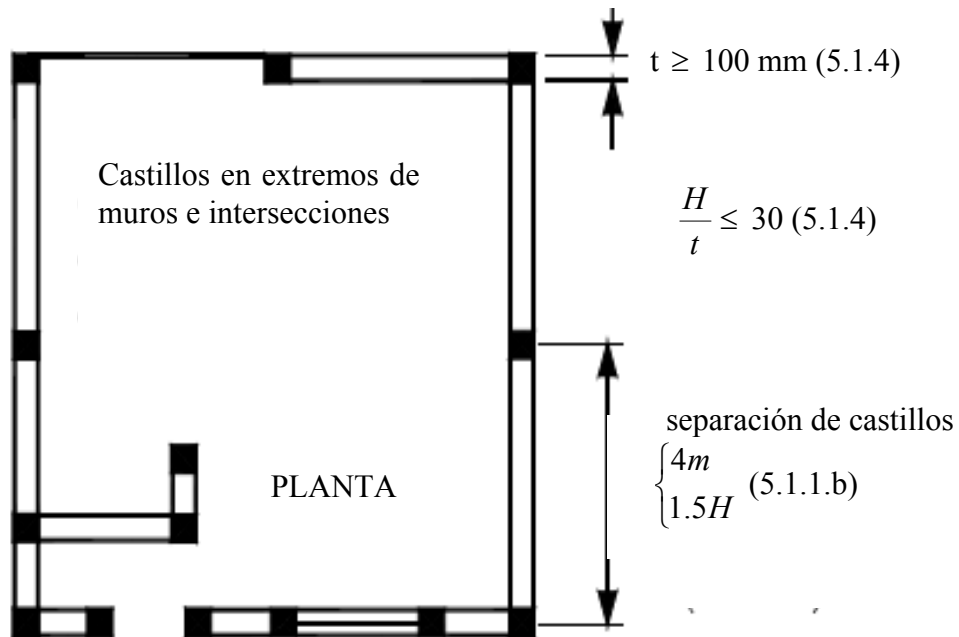 t ≥ 100 mm (5.1.4)
Castillos en extremos de
muros e intersecciones
H/t ≤ 30 (5.1.4)
separación de castillos
{4m
1.5H (5.1.1.b)
PLANTA